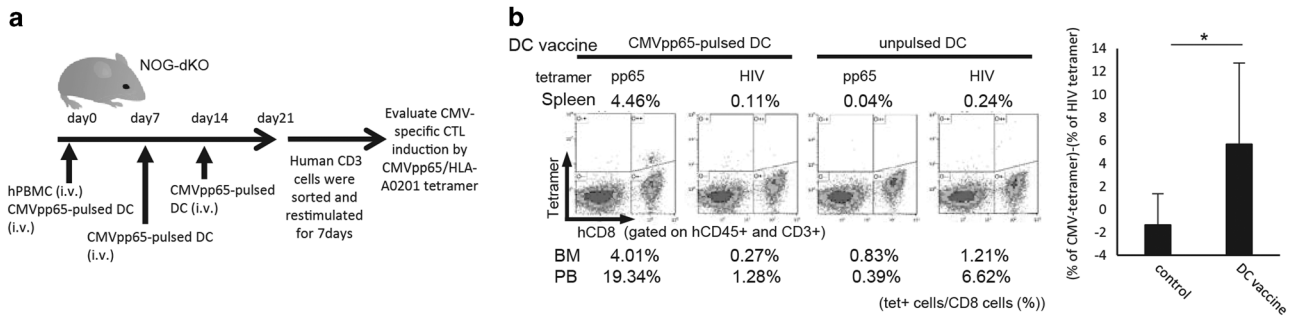 a
NOG-dKO
day0 day7 day14 day21
hPBMC (i.v.)
CMVpp65-pulsed DC
(i.v.)
CMVpp65-pulsed DC
(i.v.)
CMVpp65-pulsed
DC (i.v.)
Human CD3
cells were
sorted and
restimulated
for 7days
Evaluate CMV-
specific CTL
induction by
CMVpp65/HLA-
A0201 tetramer
b
DC vaccine CMVpp65-pulsed DC unpulsed DC
tetramer pp65 HIV pp65 HIV
Spleen 4.46% 0.11% 0.04% 0.24%
Tetramer
hCD8 (gated on hCD45+ and CD3+)
BM 4.01% 0.27% 0.83% 1.21%
PB 19.34% 1.28% 0.39% 6.62%
(tet+ cells/CD8 cells (%))
(% of CMV-tetramer)-(% of HIV tetramer)
14
12
10
8
6
4
2
0
-2
-4
*
control
DC vaccine